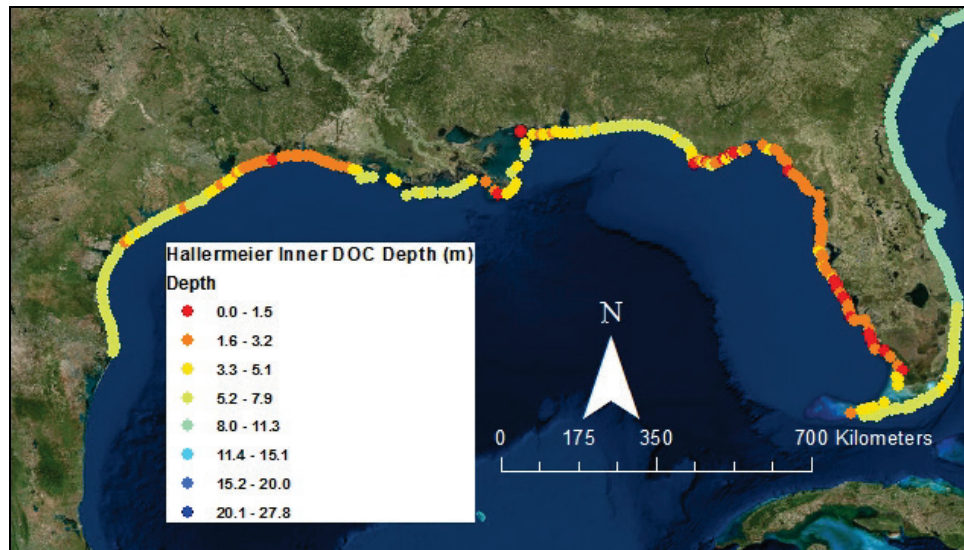 Hallermeier Inner DOC Depth (m)
Depth
0.0 - 1.5
1.6 - 3.2
3.3 - 5.1
5.2 - 7.9
8.0 - 11.3
11.4 - 15.1
15.2 - 20.0
20.1 - 27.8
N
0 175 350 700 Kilometers